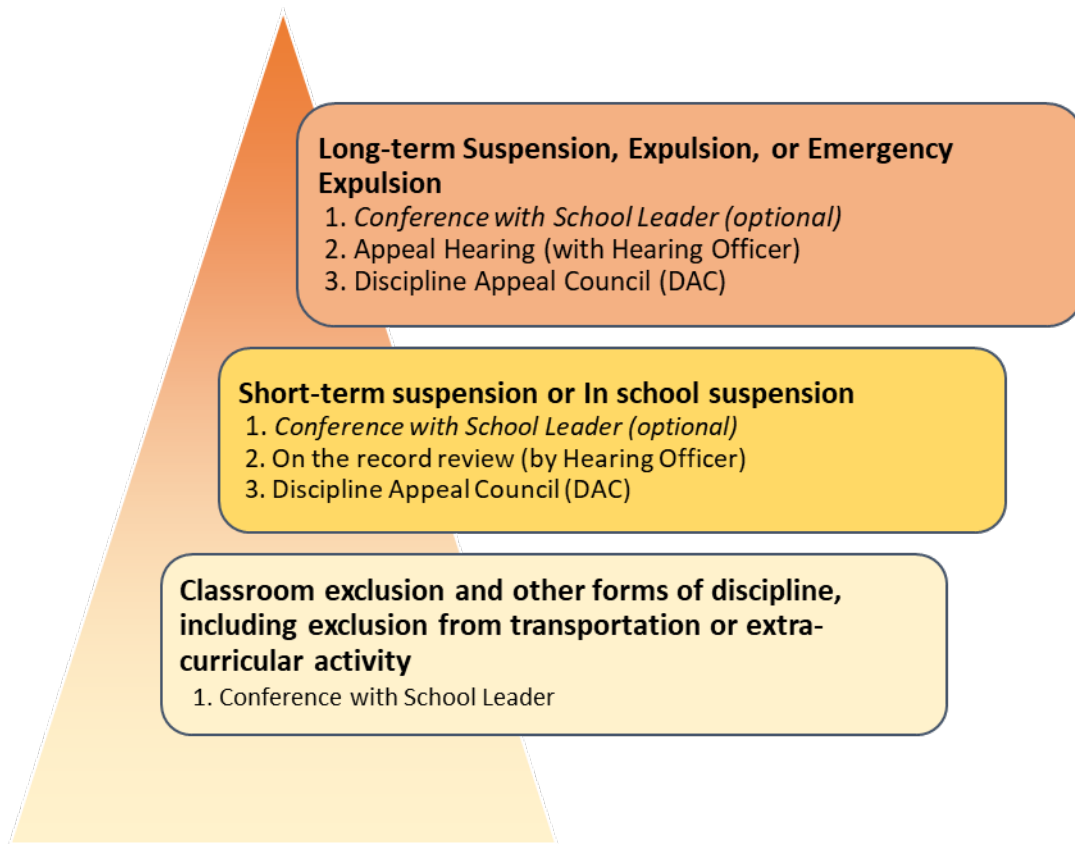 Long-term Suspension, Expulsion, or Emergency
Expulsion
1. Conference with School Leader (optional)
2. Appeal Hearing (with Hearing Officer)
3. Discipline Appeal Council (DAC)
Short-term suspension or In school suspension
1. Conference with School Leader (optional)
2. On the record review (by Hearing Officer)
3. Discipline Appeal Council (DAC)
Classroom exclusion and other forms of discipline,
including exclusion from transportation or extra-
curricular activity
1. Conference with School Leader